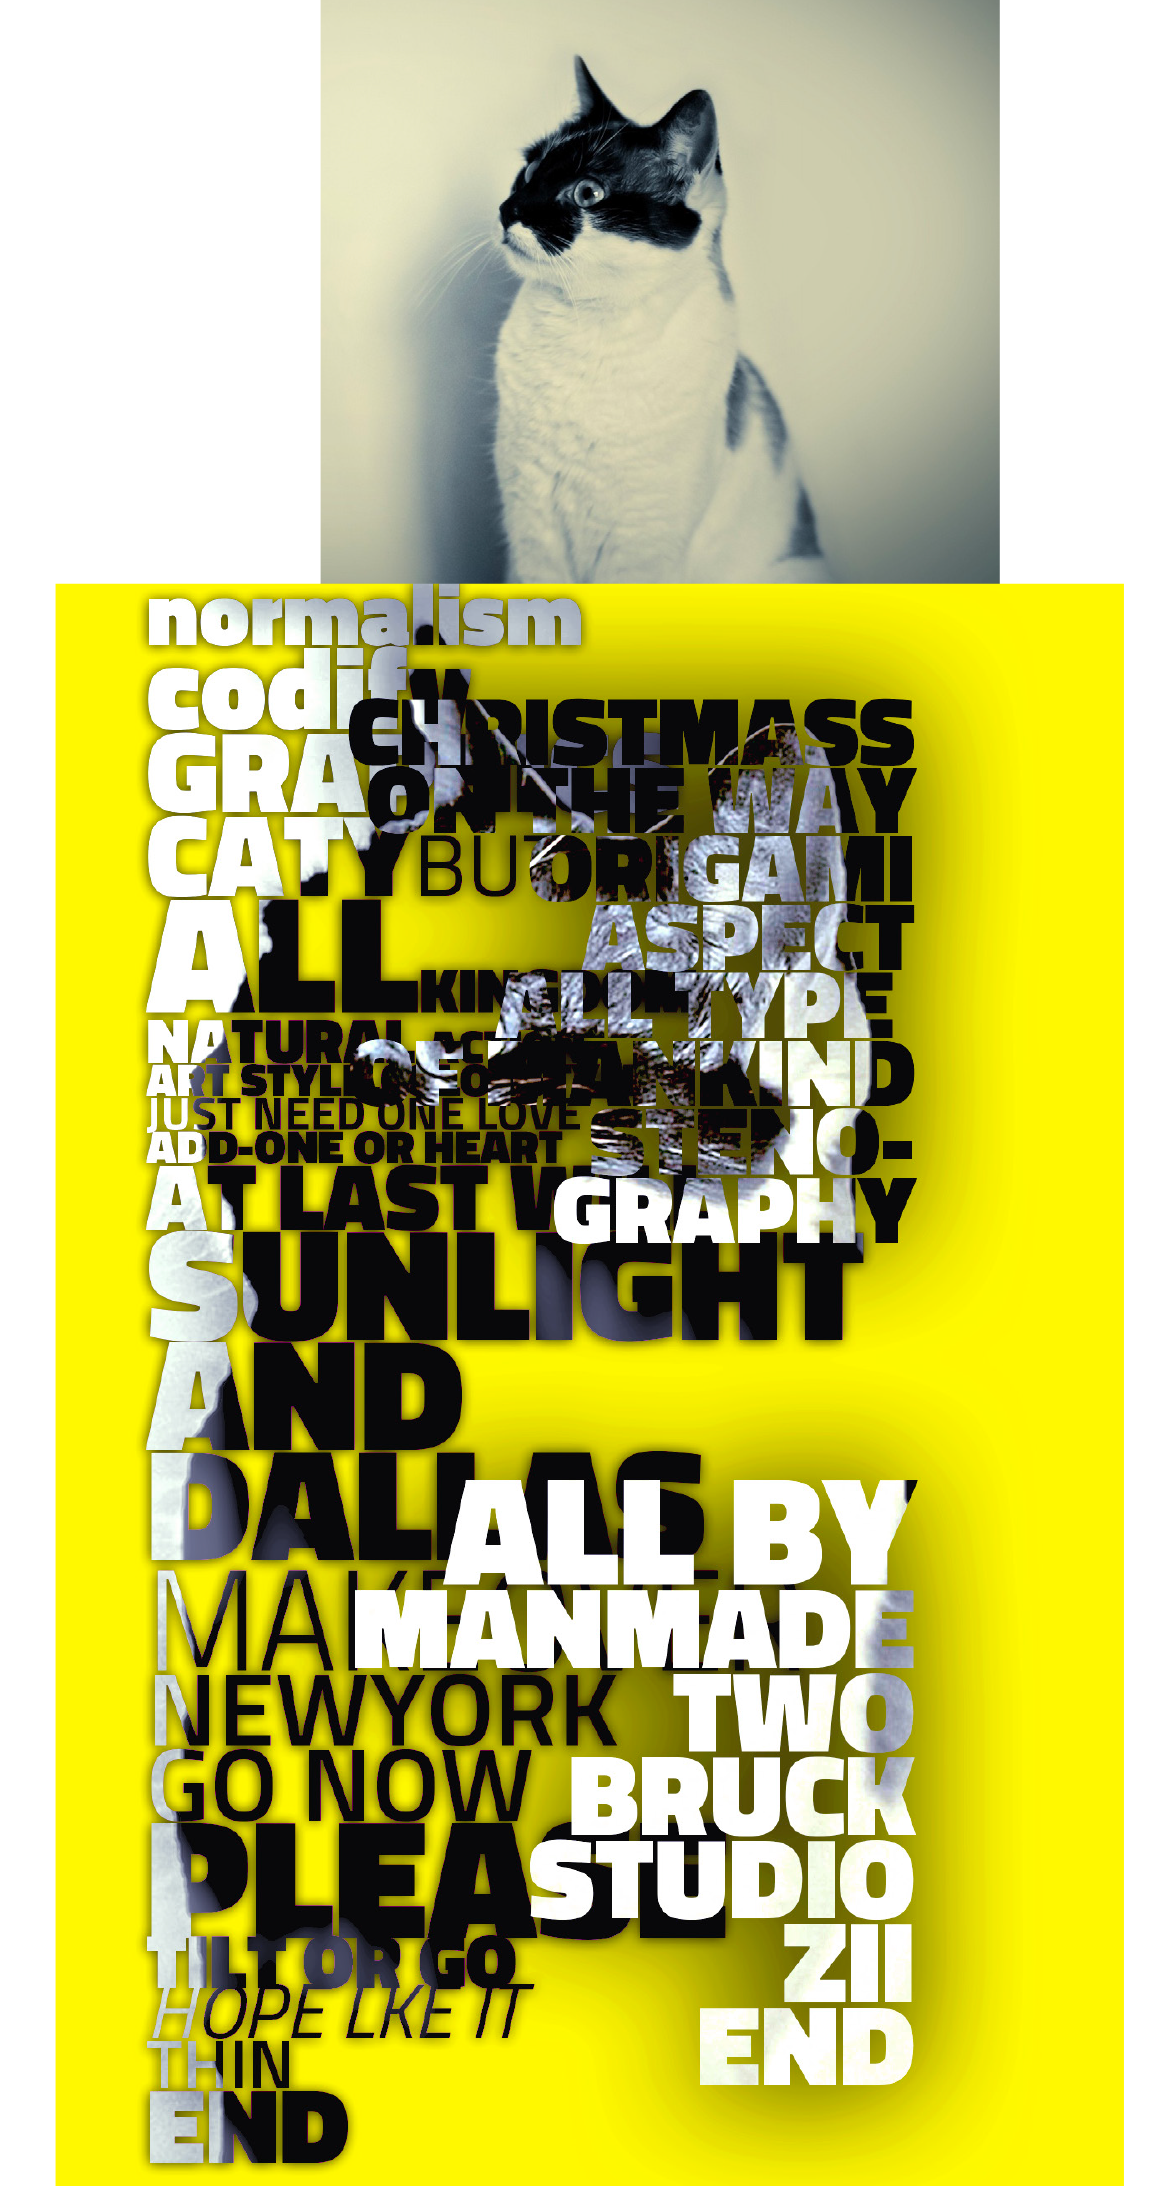 normalism
codify
GRA
CATY BUT
ALL
KINGDOM
NATURAL
ART STYLE
JUST NEED ONE LOVE
ADD-ONE OR HEART
AT LAST
SUNLIGHT
AND
DALLAS
MAKEOVER
NEWYORK
GO NOW
PLEASE
TILT OR GO
HOPE LKE IT
THIN
END
CHRISTMASS
ON THE WAY
ORIGAMI
ASPECT
ALL TYPE
OF MANKIND
STENO-
GRAPHY
ALL BY
MANMADE
TWO
BRUCK
STUDIO
ZII
END